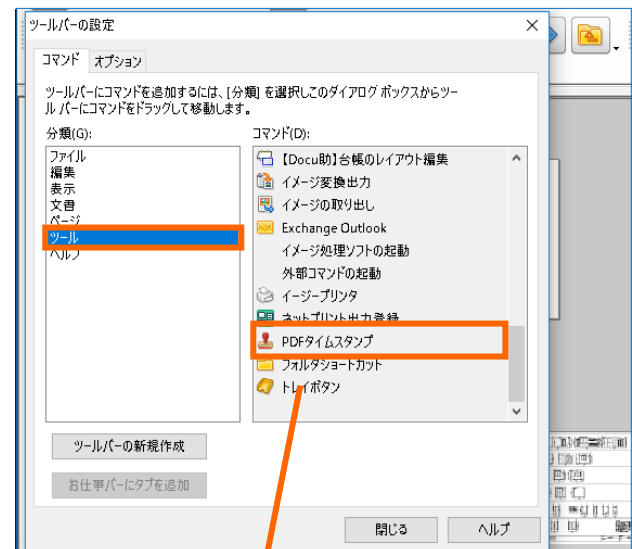 ツールバーの設定
コマンド オプション
ツールバーにコマンドを追加するには、[分類] を選択しこのダイアログ ボックスからツー
ル バーにコマンドをドラッグして移動します。
分類(G):
コマンド(D):
ファイル
編集
表示
文書
ページ
ツール
ヘルプ
【Docu助】台帳のレイアウト編集
イメージ変換出力
イメージの取り出し
Exchange Outlook
イメージ処理ソフトの起動
外部コマンドの起動
イージープリンタ
ネットプリント出力登録
PDFタイムスタンプ
フォルダショートカット
トレイボタン
ツールバーの新規作成
お仕事バーにタブを追加
閉じる
ヘルプ